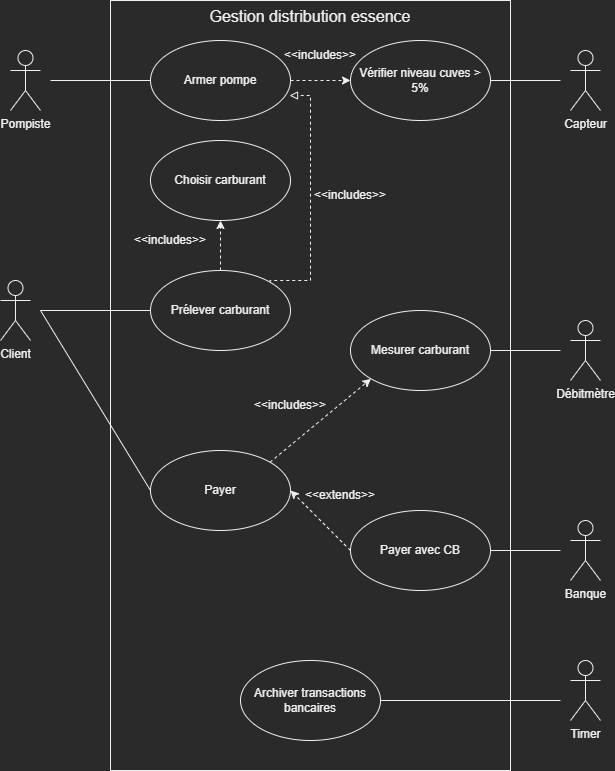 Gestion distribution essence
<<includes>>
Armer pompe
Vérifier niveau cuves >
5%
Pompiste
Capteur
Choisir carburant
<<includes>>
<<includes>>
Prélever carburant
Client
Mesurer carburant
Débitmètre
<<includes>>
Payer
<<extends>>
Payer avec CB
Banque
Archiver transactions
bancaires
Timer